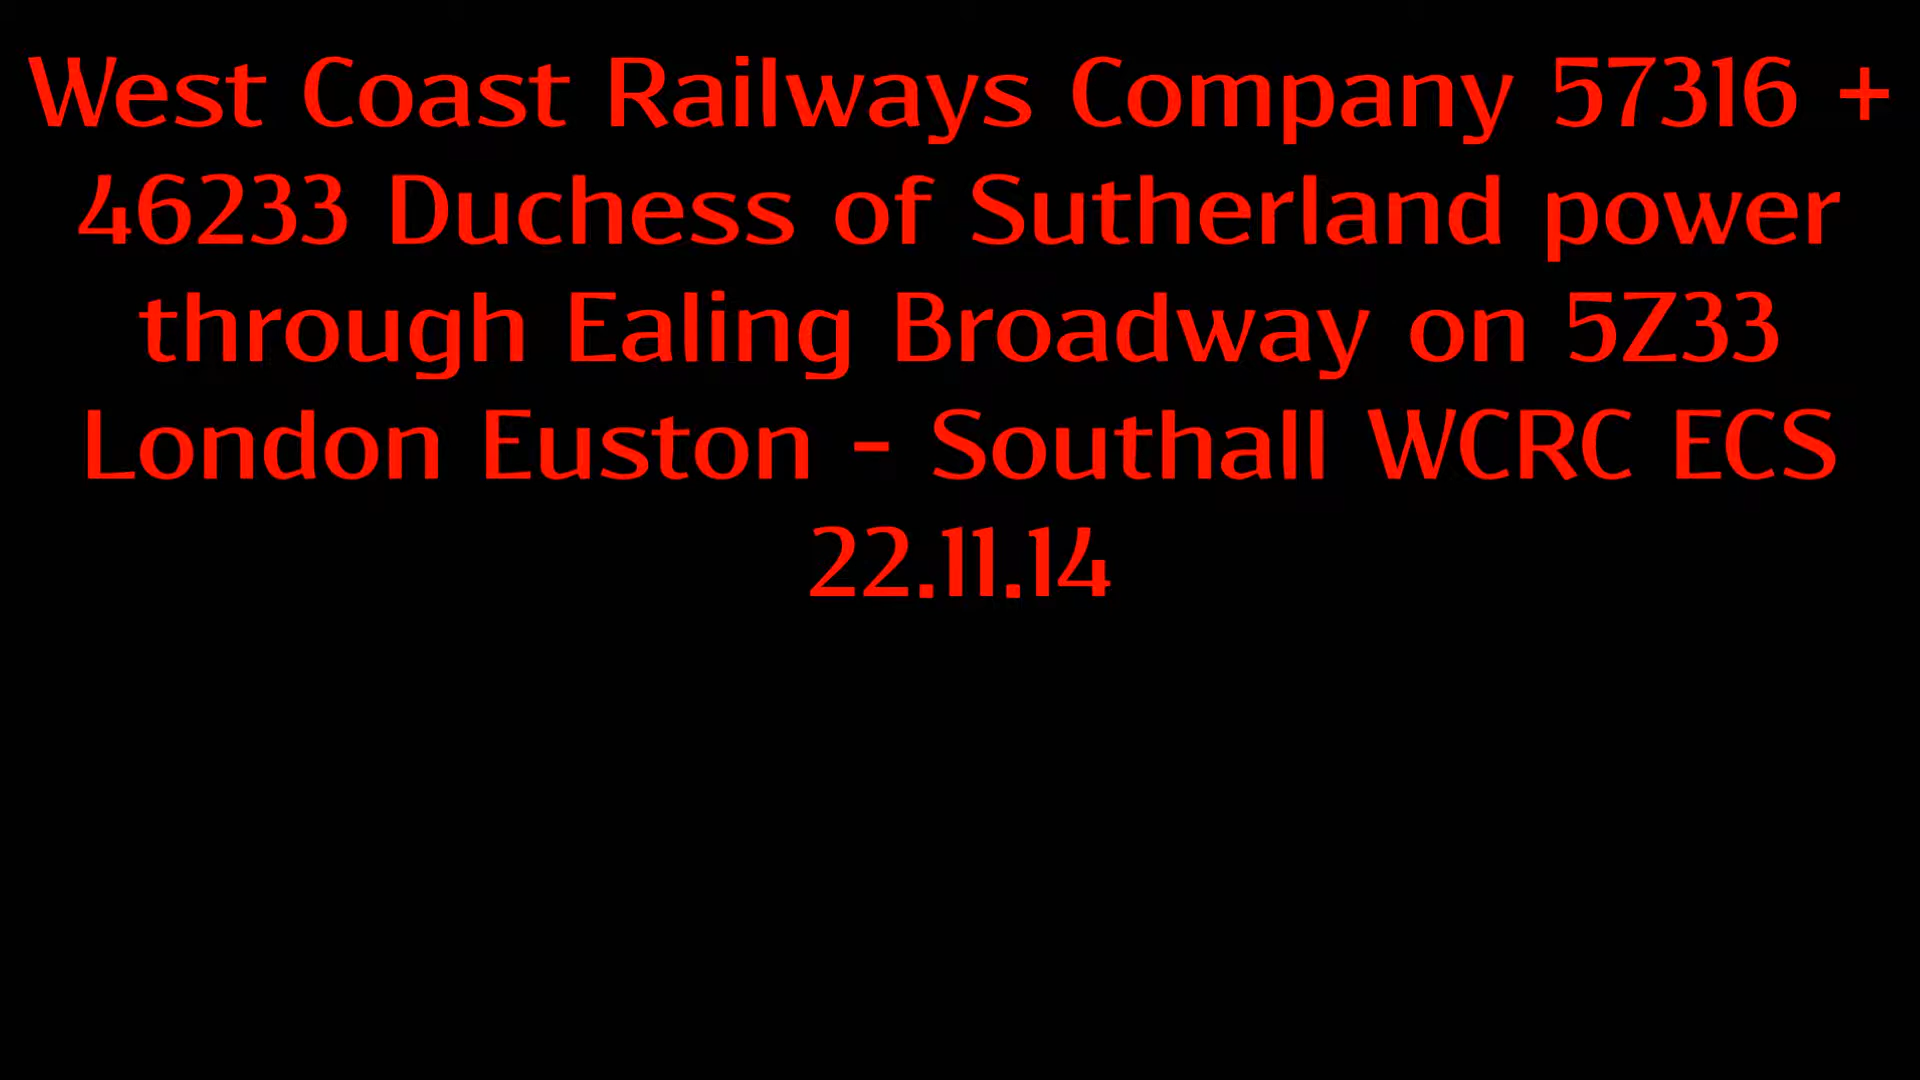 West Coast Railways Company 57316 +
46233 Duchess of Sutherland power
through Ealing Broadway on 5Z33
London Euston - Southall WCRC ECS
22.11.14